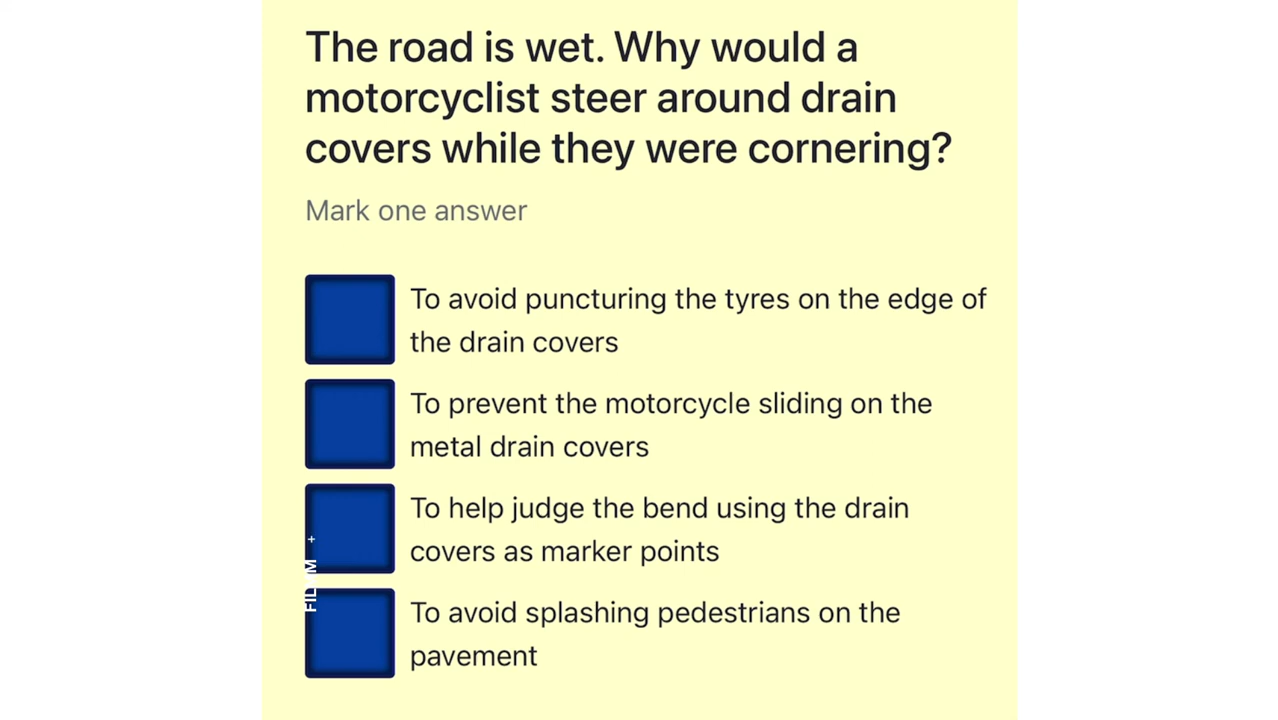 The road is wet. Why would a
motorcyclist steer around drain
covers while they were cornering?
Mark one answer
To avoid puncturing the tyres on the edge of
the drain covers
To prevent the motorcycle sliding on the
metal drain covers
To help judge the bend using the drain
covers as marker points
To avoid splashing pedestrians on the
pavement